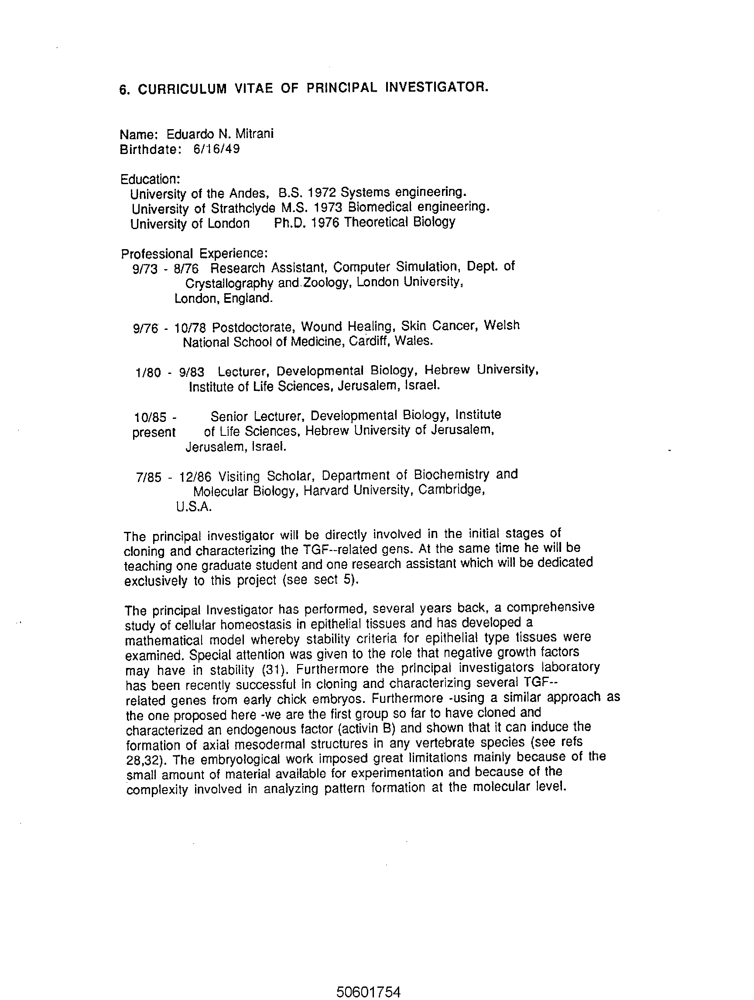 6. CURRICULUM VITAE OF PRINCIPAL INVESTIGATOR.
Name: Eduardo N. Mitrani
Birthdate: 6/16/49
Education:
University of the Andes, B.S. 1972 Systems engineering.
University of Strathclyde M.S. 1973 Biomedical engineering.
University of London Ph.D. 1976 Theoretical Biology
Professional Experience:
9/73 - 8/76 Research Assistant, Computer Simulation, Dept. of
Crystallography and Zoology, London University,
London, England.
9/76 - 10/78 Postdoctorate, Wound Healing, Skin Cancer, Welsh
National School of Medicine, Cardiff, Wales.
1/80 - 9/83 Lecturer, Developmental Biology, Hebrew University,
Institute of Life Sciences, Jerusalem, Israel.
10/85 - Senior Lecturer, Developmental Biology, Institute
present of Life Sciences, Hebrew University of Jerusalem,
Jerusalem, Israel.
7/85 - 12/86 Visiting Scholar, Department of Biochemistry and
Molecular Biology, Harvard University, Cambridge,
U.S.A.
The principal investigator will be directly involved in the initial stages of
cloning and characterizing the TGF--related gens. At the same time he will be
teaching one graduate student and one research assistant which will be dedicated
exclusively to this project (see sect 5).
The principal Investigator has performed, several years back, a comprehensive
study of cellular homeostasis in epithelial tissues and has developed a
mathematical model whereby stability criteria for epithelial type tissues were
examined. Special attention was given to the role that negative growth factors
may have in stability (31). Furthermore the principal investigators laboratory
has been recently successful in cloning and characterizing several TGF--
related genes from early chick embryos. Furthermore -using a similar approach as
the one proposed here -we are the first group so far to have cloned and
characterized an endogenous factor (activin B) and shown that it can induce the
formation of axial mesodermal structures in any vertebrate species (see refs
28,32). The embryological work imposed great limitations mainly because of the
small amount of material available for experimentation and because of the
complexity involved in analyzing pattern formation at the molecular level.
50601754